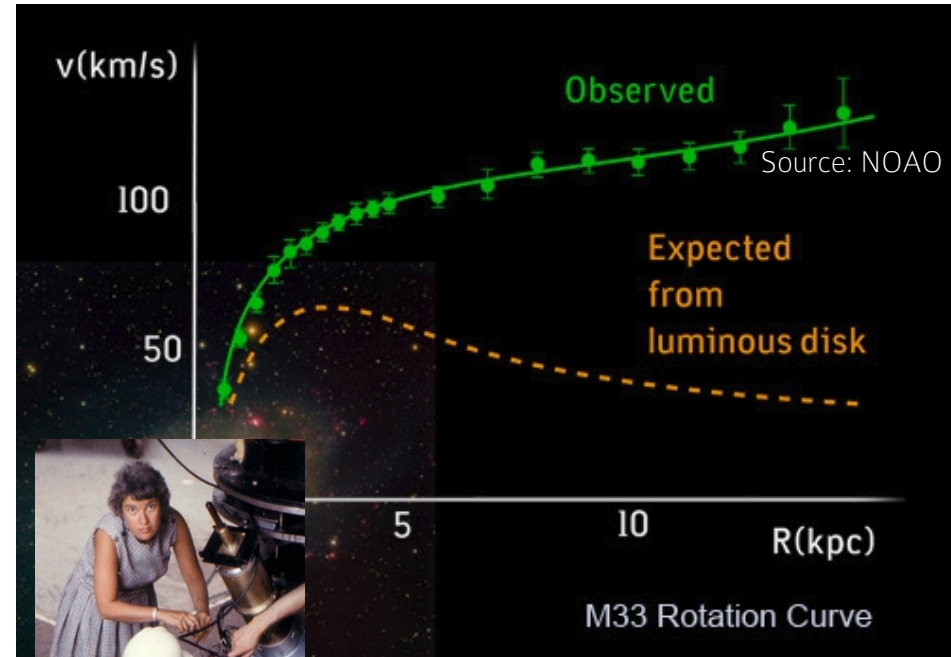 v(km/s)
Observed
Source: NOAO
100
Expected
from
luminous disk
50
5
10
R(kpc)
M33 Rotation Curve